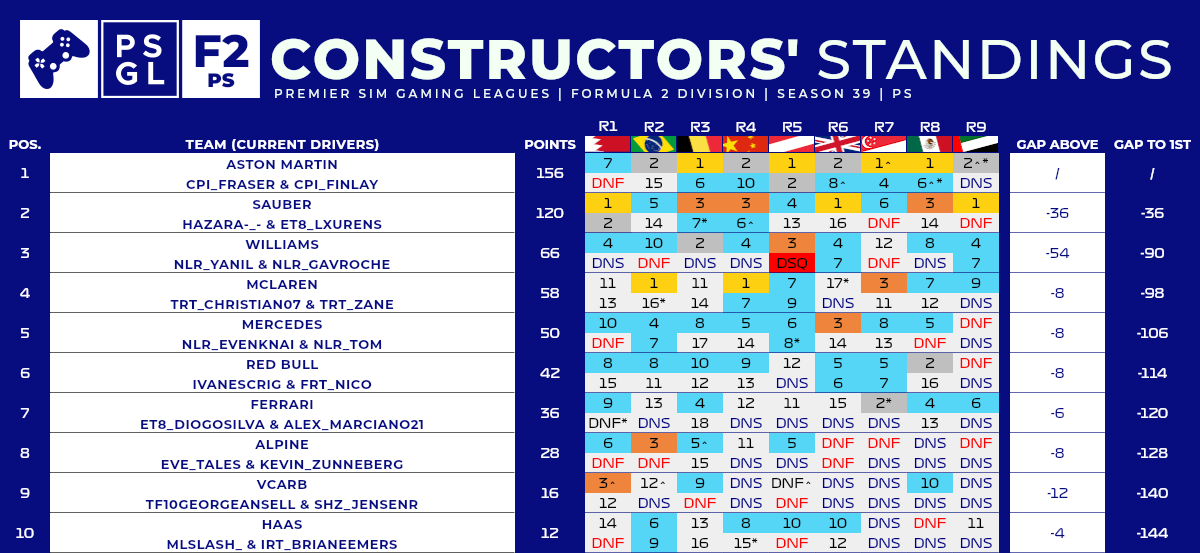 PS
GL
F2
PS
CONSTRUCTORS' STANDINGS
PREMIER SIM GAMING LEAGUES | FORMULA 2 DIVISION | SEASON 39 | PS
R1 R2 R3 R4 R5 R6 R7 R8 R9
POS. TEAM (CURRENT DRIVERS) POINTS GAP ABOVE GAP TO 1ST
1 ASTON MARTIN 156 7 2 1 2 1 2 1^ 1 2^* / /
CPI_FRASER & CPI_FINLAY DNF 15 6 10 2 8^ 4 6^* DNS
2 SAUBER 120 1 5 3 3 4 1 6 3 1 -36 -36
HAZARA-_- & ET8_LXURENS 2 14 7* 6^ 13 16 DNF 14 DNF
3 WILLIAMS 66 4 10 2 4 3 4 12 8 4 -54 -90
NLR_YANIL & NLR_GAVROCHE DNS DNF DNS DNS DSQ 7 DNF DNS 7
4 MCLAREN 58 11 1 11 1 7 17* 3 7 9 -8 -98
TRT_CHRISTIAN07 & TRT_ZANE 13 16* 14 7 9 DNS 11 12 DNS
5 MERCEDES 50 10 4 8 5 6 3 8 5 DNF -8 -106
NLR_EVENKNAI & NLR_TOM DNF 7 17 14 8* 14 13 DNF DNS
6 RED BULL 42 8 8 10 9 12 5 5 2 DNF -8 -114
IVANESCRIG & FRT_NICO 15 11 12 13 DNS 6 7 16 DNS
7 FERRARI 36 9 13 4 12 11 15 2* 4 6 -6 -120
ET8_DIOGOSILVA & ALEX_MARCIANO21 DNF* DNS 18 DNS DNS DNS DNS 13 DNS
8 ALPINE 28 6 3 5^ 11 5 DNF DNF DNS DNF -8 -128
EVE_TALES & KEVIN_ZUNNEBERG DNF DNF 15 DNS DNS DNF DNS DNS DNS
9 VCARB 16 3^ 12^ 9 DNS DNF^ DNS DNS 10 DNS -12 -140
TF10GEORGEANSELL & SHZ_JENSENR 12 DNS DNF DNS DNF DNS DNS DNS DNS
10 HAAS 12 14 6 13 8 10 10 DNS DNF 11 -4 -144
MLSLASH_ & IRT_BRIANEEMERS DNF 9 16 15* DNF 12 DNS DNS DNS